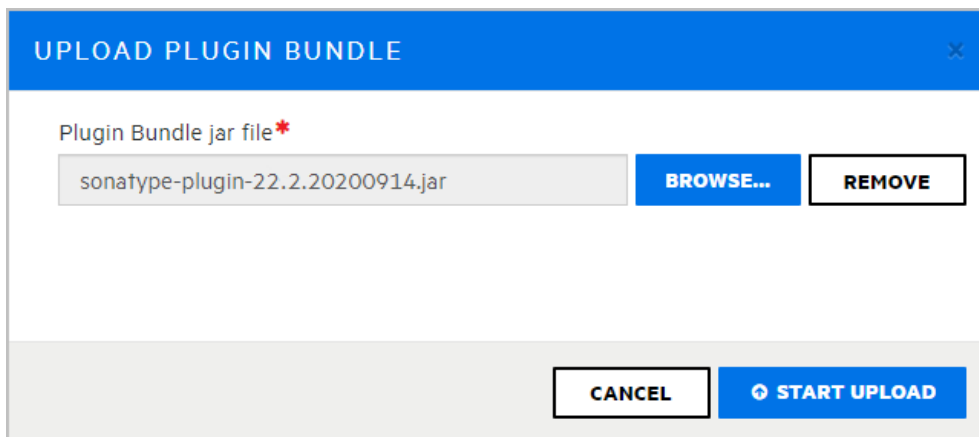 UPLOAD PLUGIN BUNDLE ×
Plugin Bundle jar file*
sonatype-plugin-22.2.20200914.jar BROWSE... REMOVE
CANCEL START UPLOAD